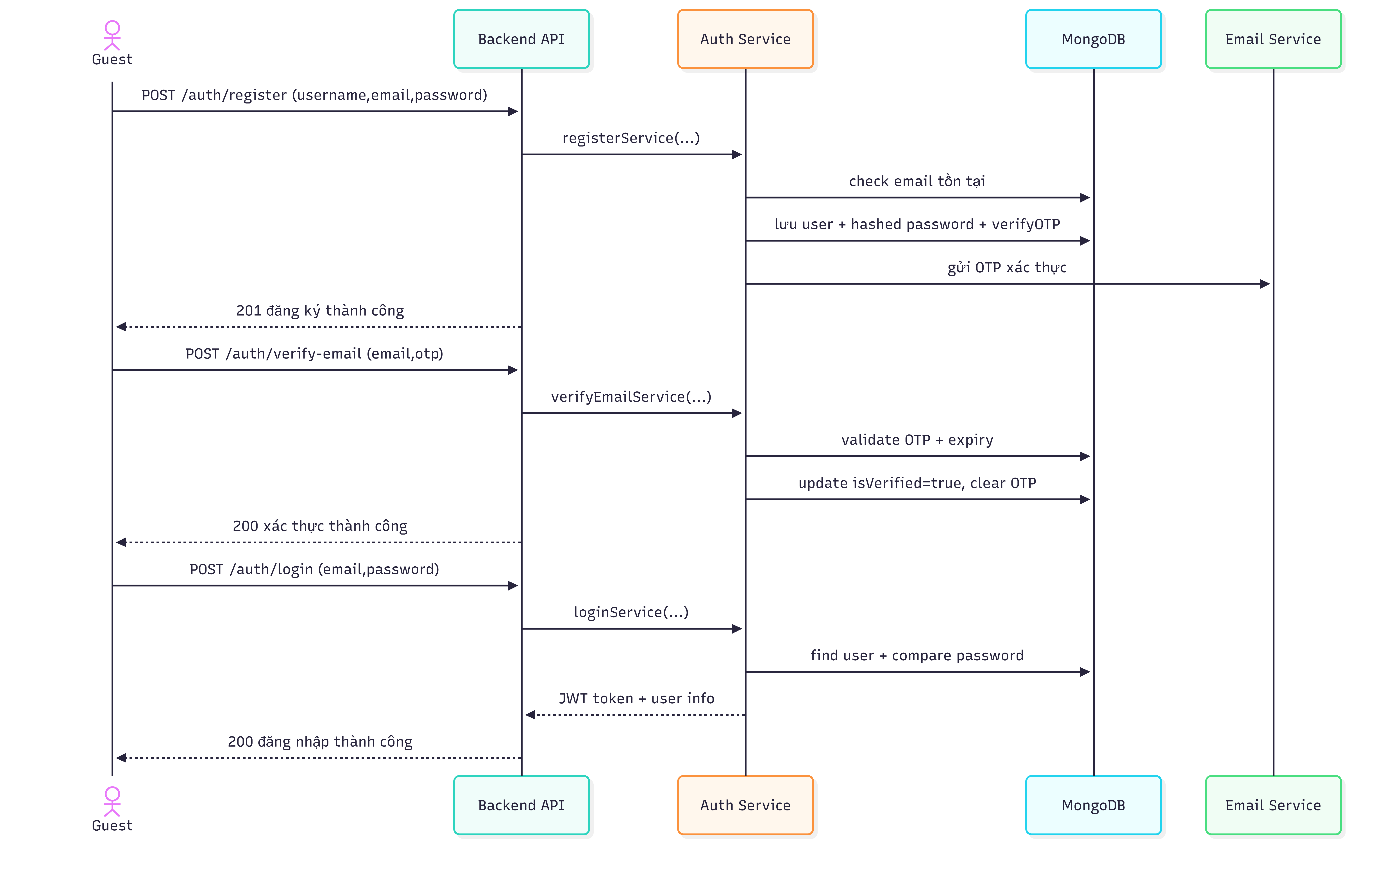 Guest
Backend API
Auth Service
MongoDB
Email Service
POST /auth/register (username,email,password)
registerService(...)
check email tồn tại
lưu user + hashed password + verifyOTP
gửi OTP xác thực
201 đăng ký thành công
POST /auth/verify-email (email,otp)
verifyEmailService(...)
validate OTP + expiry
update isVerified=true, clear OTP
200 xác thực thành công
POST /auth/login (email,password)
loginService(...)
find user + compare password
JWT token + user info
200 đăng nhập thành công
Guest
Backend API
Auth Service
MongoDB
Email Service